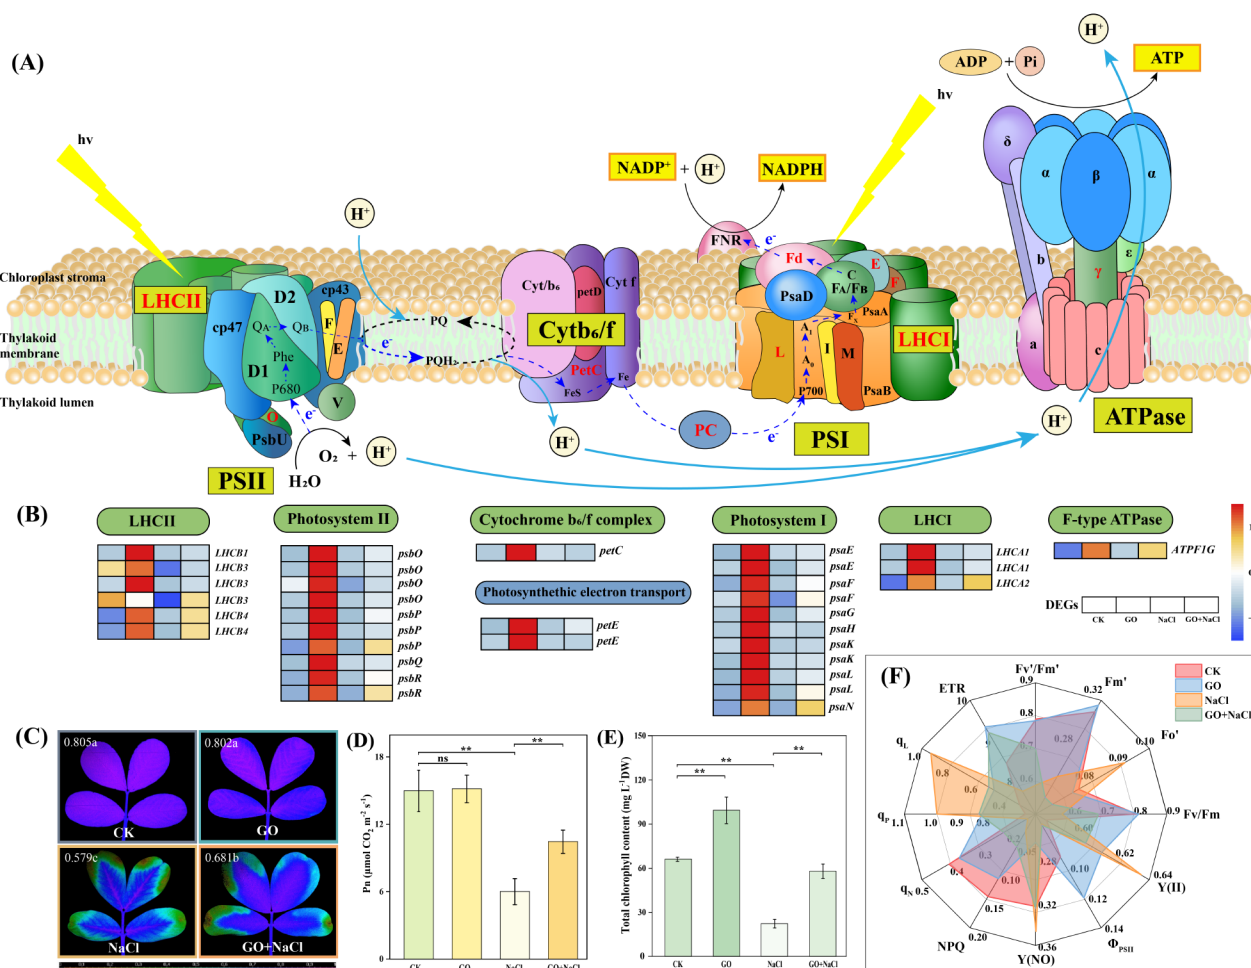 (A)
hv
Chloroplast stroma
Thylakoid
membrane
Thylakoid lumen
LHCII
cp47
D2
D1
QA
QB
Phe
P680
cp43
F
E
V
O
PsbU
PSII
e-
H₂O
O₂ + H⁺
H⁺
PQ
PQH₂
e-
Cyt/b₆
petD
Cyt f
Cytb₆/f
PetC
FeS
Fe
H⁺
PC
e-
NADP⁺ + H⁺
NADPH
FNR
e-
hv
Fd
PsaD
C
FA/FB
E
F
FX
PsaA
A1
A0
P700
L
I
M
PsaB
LHCI
PSI
H⁺
ADP + Pi
ATP
H⁺
δ
α
β
α
b
γ
ε
a
c
ATPase
(B)
LHCII
LHCB1
LHCB3
LHCB3
LHCB3
LHCB4
LHCB4
Photosystem II
psbO
psbO
psbO
psbO
psbP
psbP
psbP
psbQ
psbR
psbR
Cytochrome b₆/f complex
petC
Photosynthethic electron transport
petE
petE
Photosystem I
psaE
psaE
psaF
psaF
psaG
psaH
psaK
psaK
psaL
psaL
psaN
LHCI
LHCA1
LHCA1
LHCA2
F-type ATPase
ATPF1G
DEGs
CK GO NaCl GO+NaCl
(C)
0.805a
CK
0.802a
GO
0.579c
NaCl
0.681b
GO+NaCl
(D)
Pn (μmol CO₂ m⁻² s⁻¹)
18
12
6
0
**
ns
**
CK GO NaCl GO+NaCl
(E)
Total chlorophyll content (mg L⁻¹DW)
150
120
90
60
30
0
**
**
**
CK GO NaCl GO+NaCl
(F)
CK
GO
NaCl
GO+NaCl
Fv'/Fm'
0.9
0.8
0.7
0.6
Fm'
0.32
0.28
Fo'
0.10
0.09
0.08
Fv/Fm
0.9
0.8
0.7
0.6
Y(II)
0.64
0.62
0.60
ΦPSII
0.14
0.12
0.10
Y(NO)
0.36
0.32
0.28
NPQ
0.20
0.15
0.10
0.05
qN 0.5
0.4
0.3
0.2
qP
1.1
1.0
0.9
0.8
qL
1.0
0.8
0.6
0.4
ETR
10
9
8